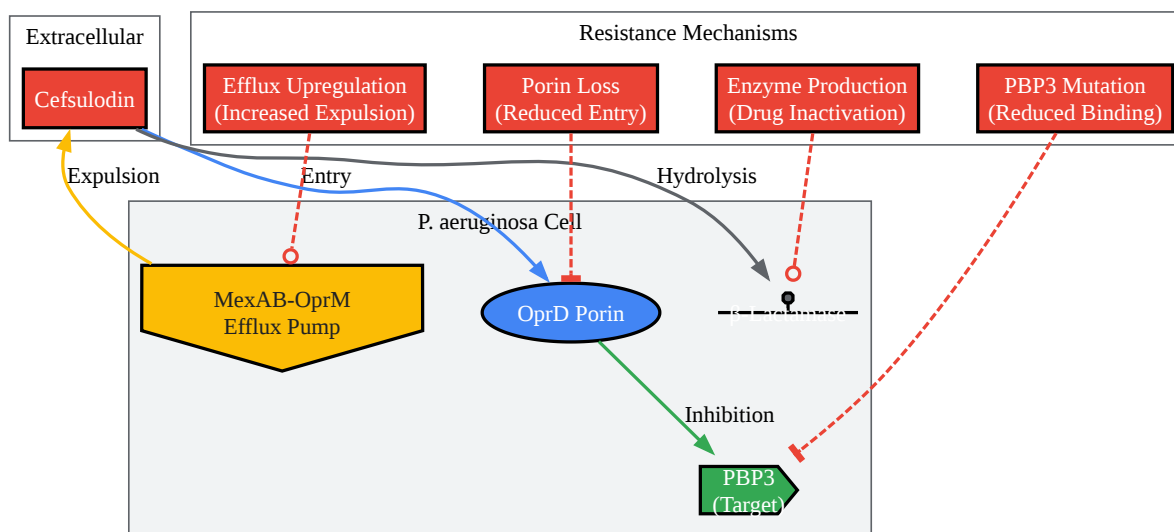 Extracellular
Cefsulodin
Resistance Mechanisms
Efflux Upregulation
(Increased Expulsion)
Porin Loss
(Reduced Entry)
Enzyme Production
(Drug Inactivation)
PBP3 Mutation
(Reduced Binding)
Expulsion
Entry
Hydrolysis
P. aeruginosa Cell
MexAB-OprM
Efflux Pump
OprD Porin
β-Lactamase
Inhibition
PBP3
(Target)